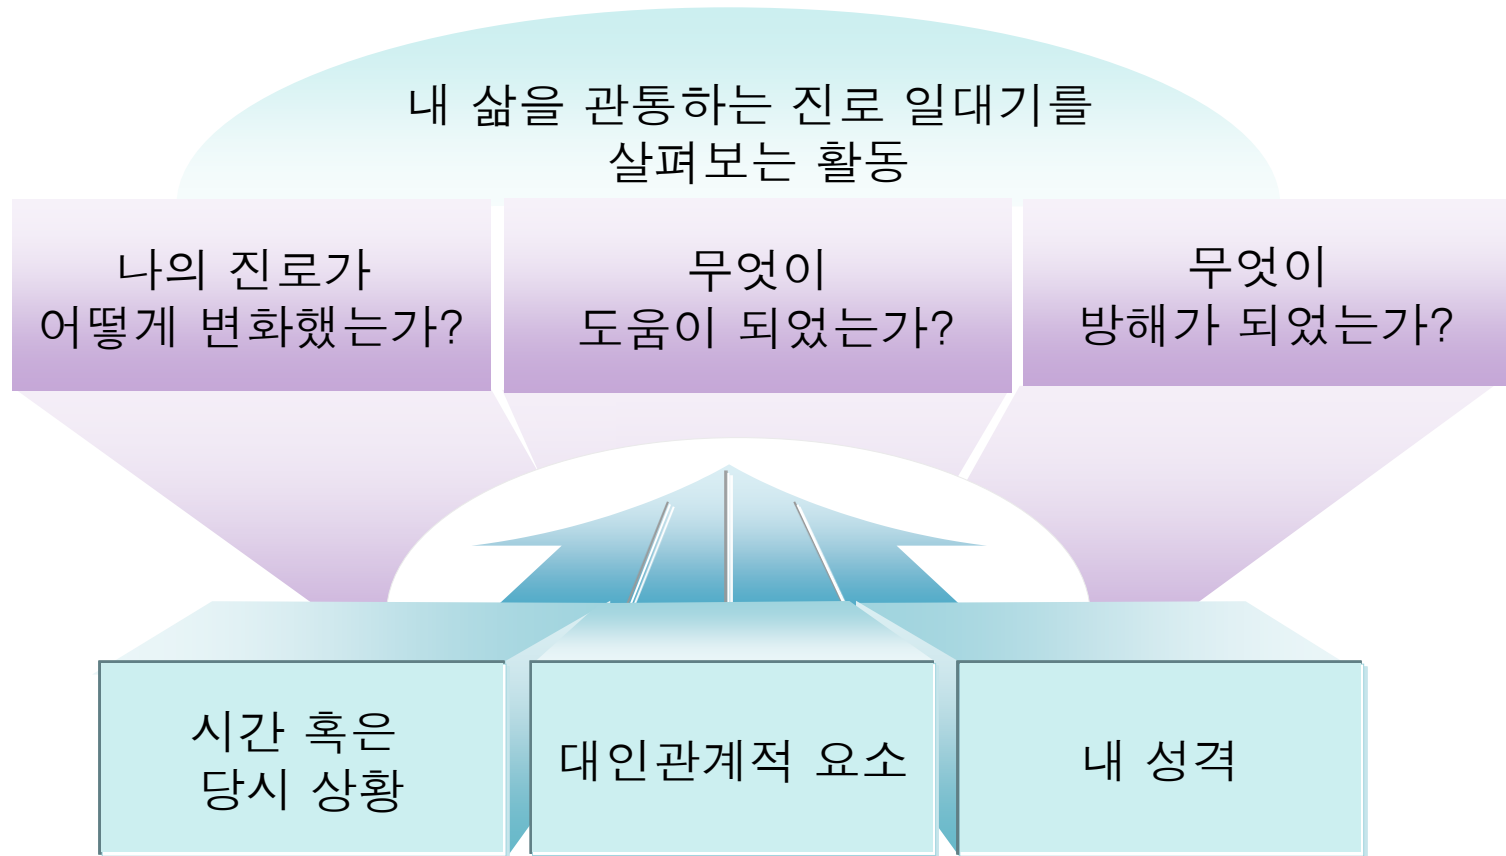 내 삶을 관통하는 진로 일대기를
살펴보는 활동
나의 진로가
어떻게 변화했는가?
무엇이
도움이 되었는가?
무엇이
방해가 되었는가?
시간 혹은
당시 상황
대인관계적 요소
내 성격